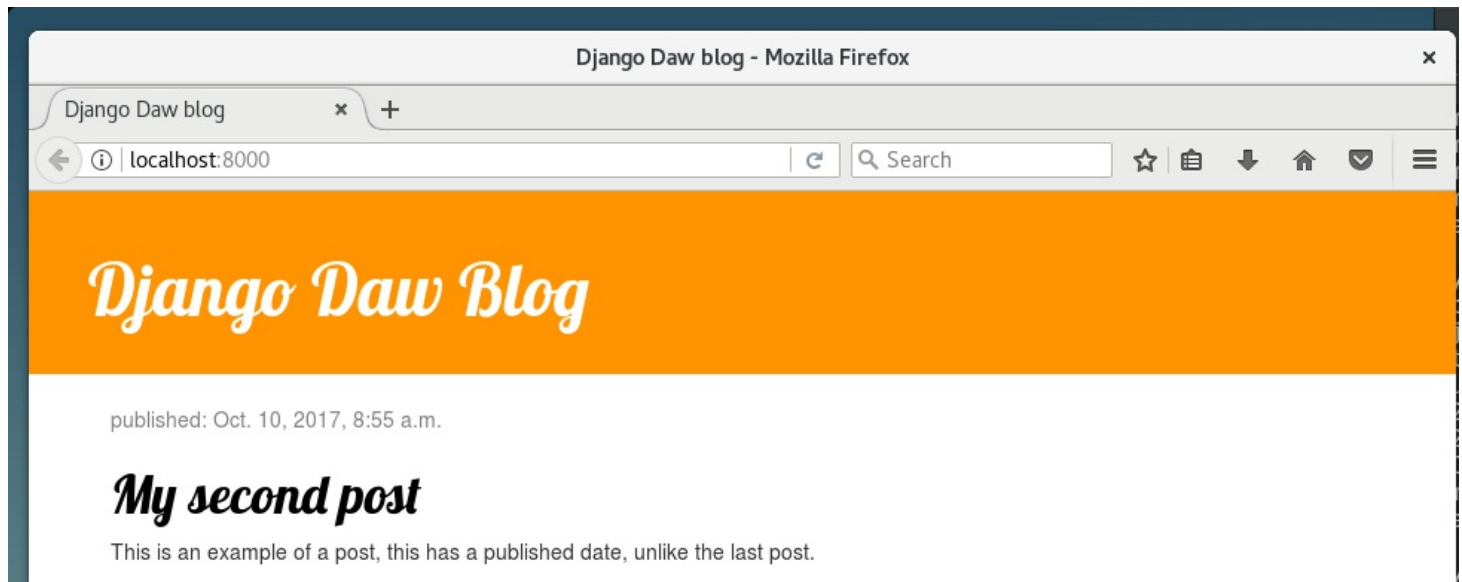 Django Daw blog - Mozilla Firefox
Django Daw blog
localhost:8000
Search
Django Daw Blog
published: Oct. 10, 2017, 8:55 a.m.
My second post
This is an example of a post, this has a published date, unlike the last post.